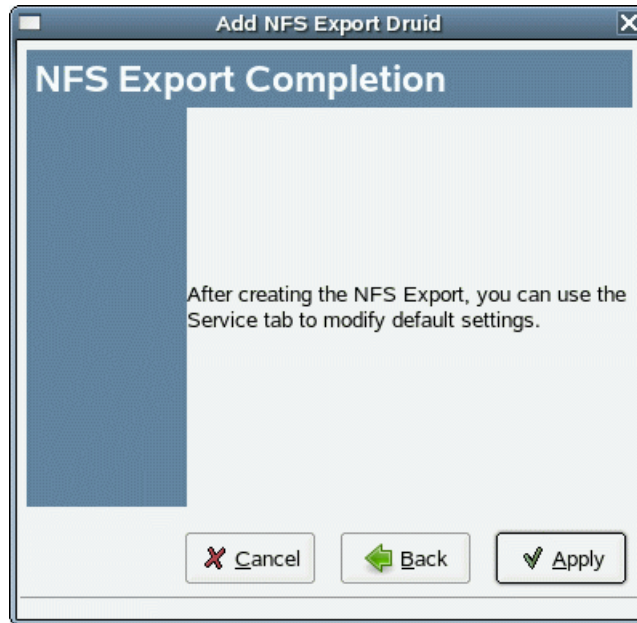 Add NFS Export Druid
NFS Export Completion
After creating the NFS Export, you can use the
Service tab to modify default settings.
Cancel
Back
Apply